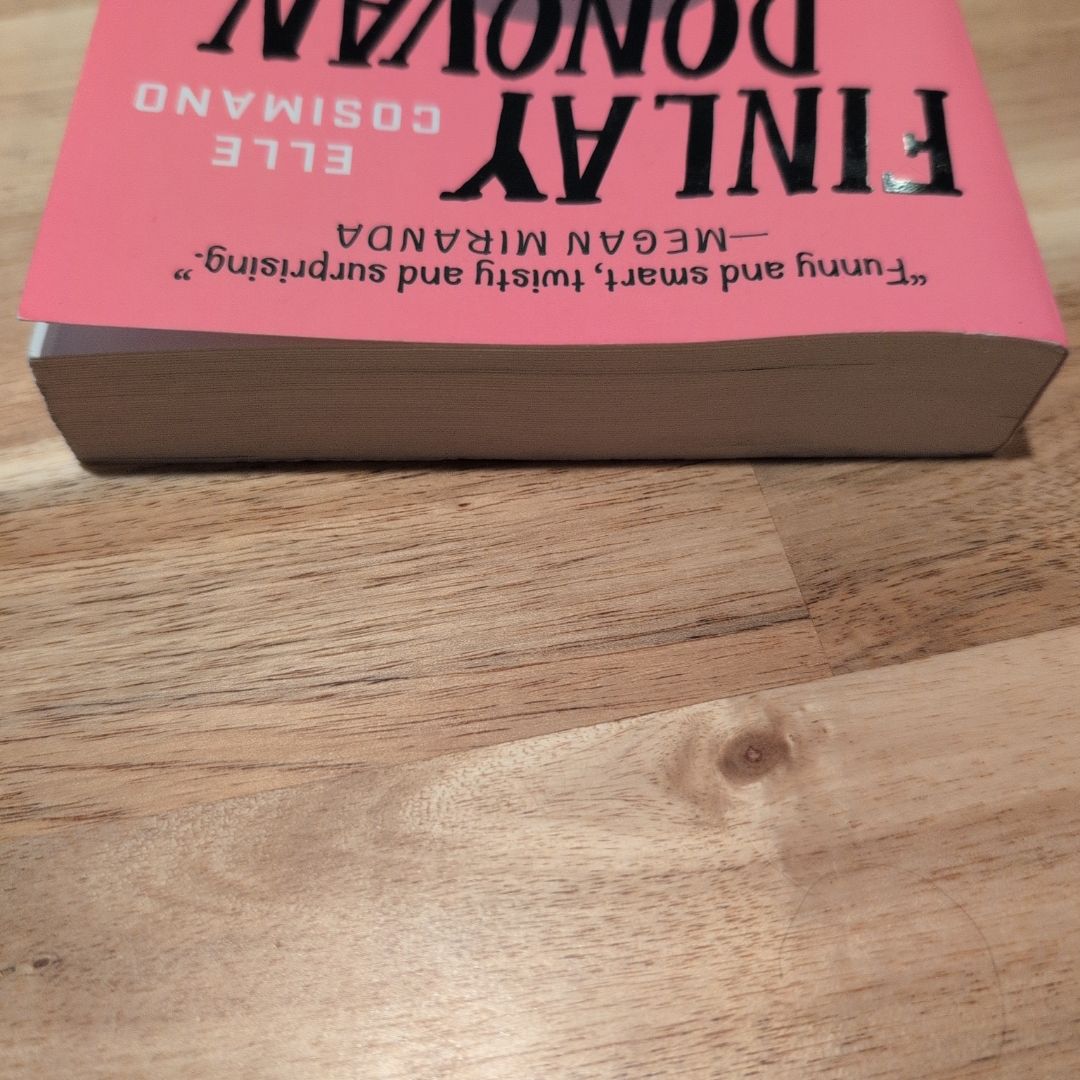 “Funny and smart, twisty and surprising.”
—MEGAN MIRANDA
FINLAY
ELLE
COSIMANO
DONOVAN